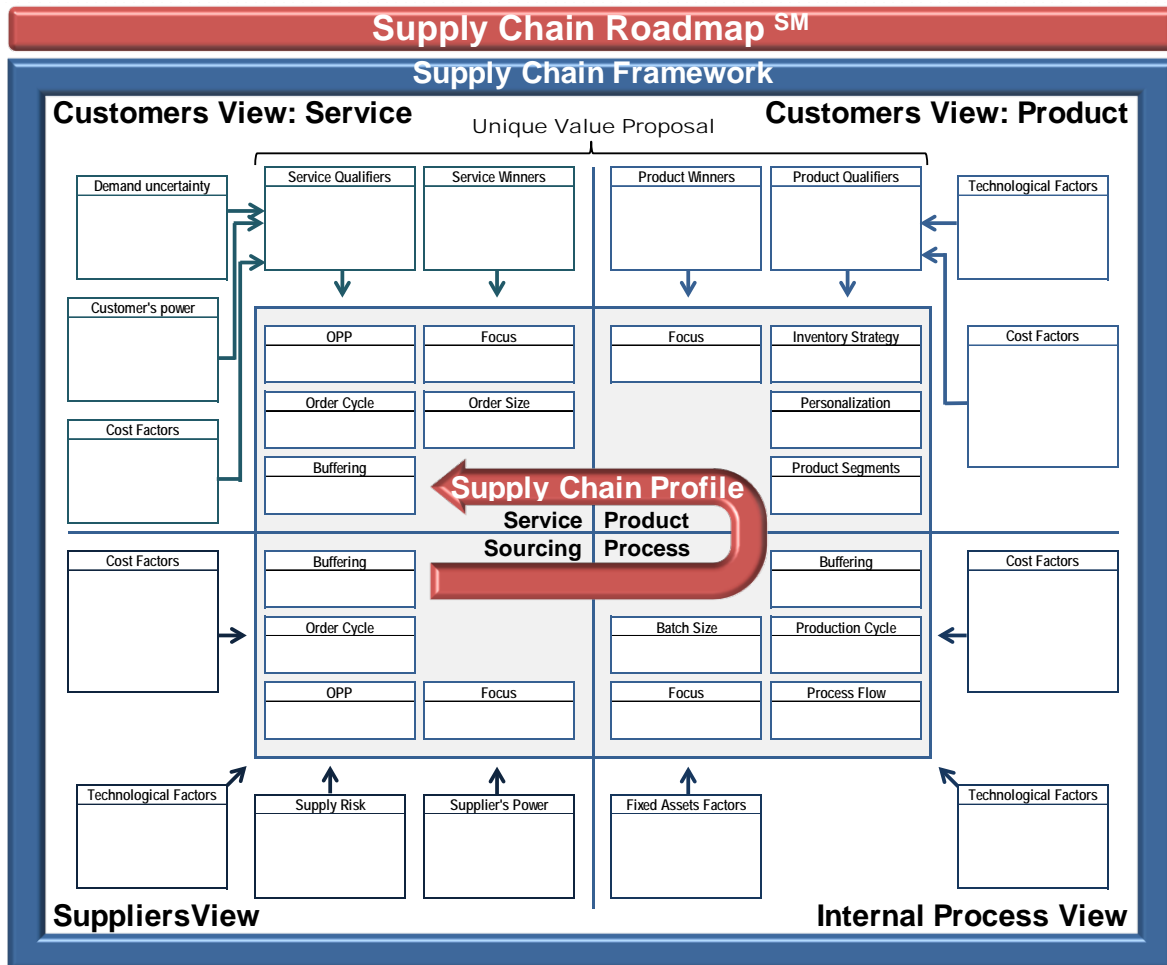 Supply Chain Roadmap SM
Supply Chain Framework
Customers View: Service
Customers View: Product
Unique Value Proposal
Demand uncertainty
Service Qualifiers
Service Winners
Product Winners
Product Qualifiers
Technological Factors
Customer's power
Cost Factors
Cost Factors
OPP
Focus
Focus
Inventory Strategy
Order Cycle
Order Size
Personalization
Buffering
Product Segments
Supply Chain Profile
Service
Product
Sourcing
Process
Cost Factors
Buffering
Buffering
Cost Factors
Order Cycle
Batch Size
Production Cycle
OPP
Focus
Focus
Process Flow
Technological Factors
Supply Risk
Supplier's Power
Fixed Assets Factors
Technological Factors
SuppliersView
Internal Process View